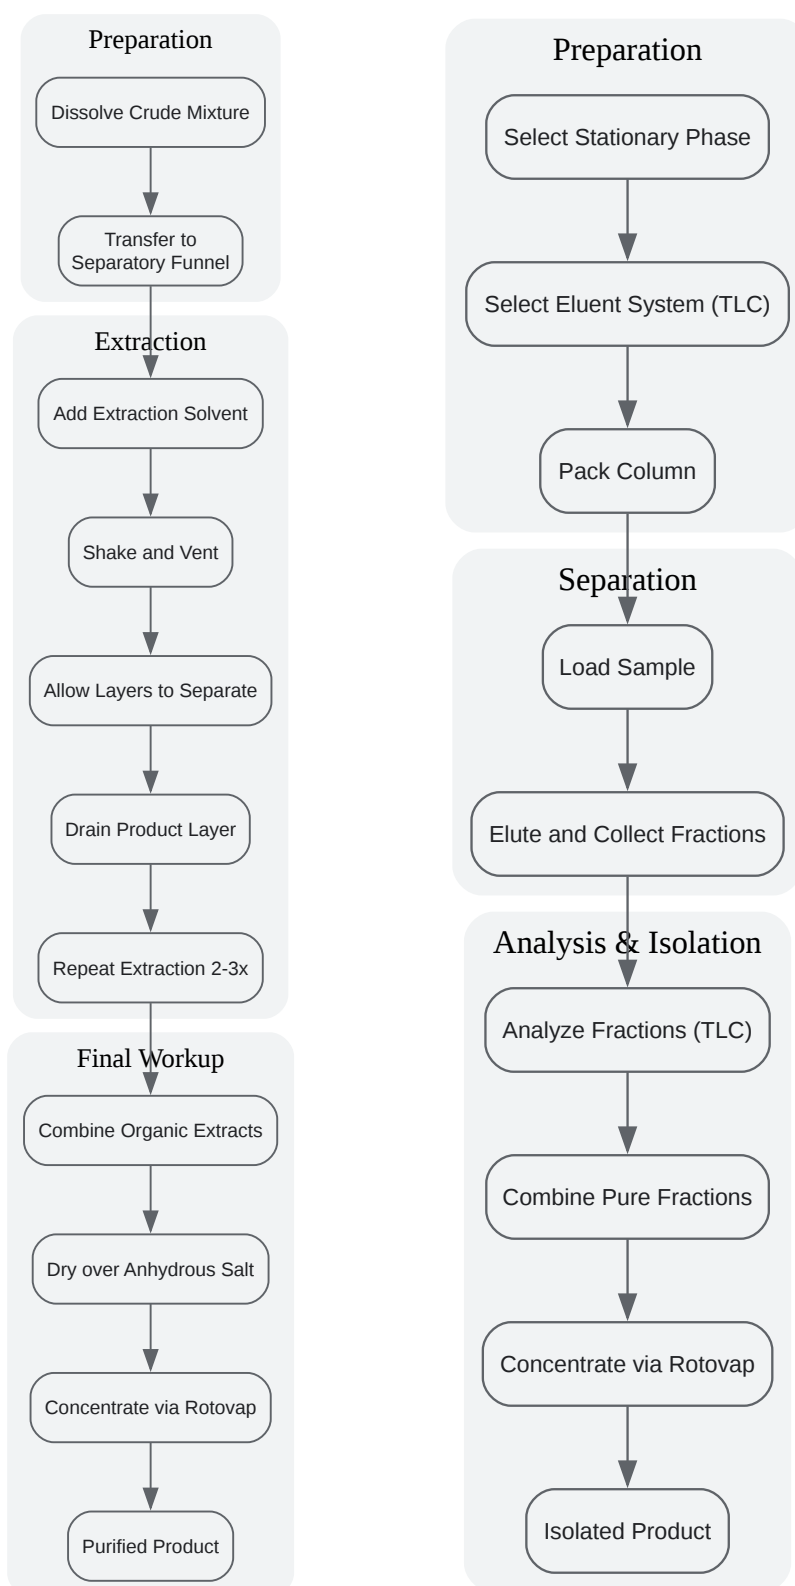 Preparation
Dissolve Crude Mixture
Transfer to
Separatory Funnel
Extraction
Add Extraction Solvent
Shake and Vent
Allow Layers to Separate
Drain Product Layer
Repeat Extraction 2-3x
Final Workup
Combine Organic Extracts
Dry over Anhydrous Salt
Concentrate via Rotovap
Purified Product
Preparation
Select Stationary Phase
Select Eluent System (TLC)
Pack Column
Separation
Load Sample
Elute and Collect Fractions
Analysis & Isolation
Analyze Fractions (TLC)
Combine Pure Fractions
Concentrate via Rotovap
Isolated Product